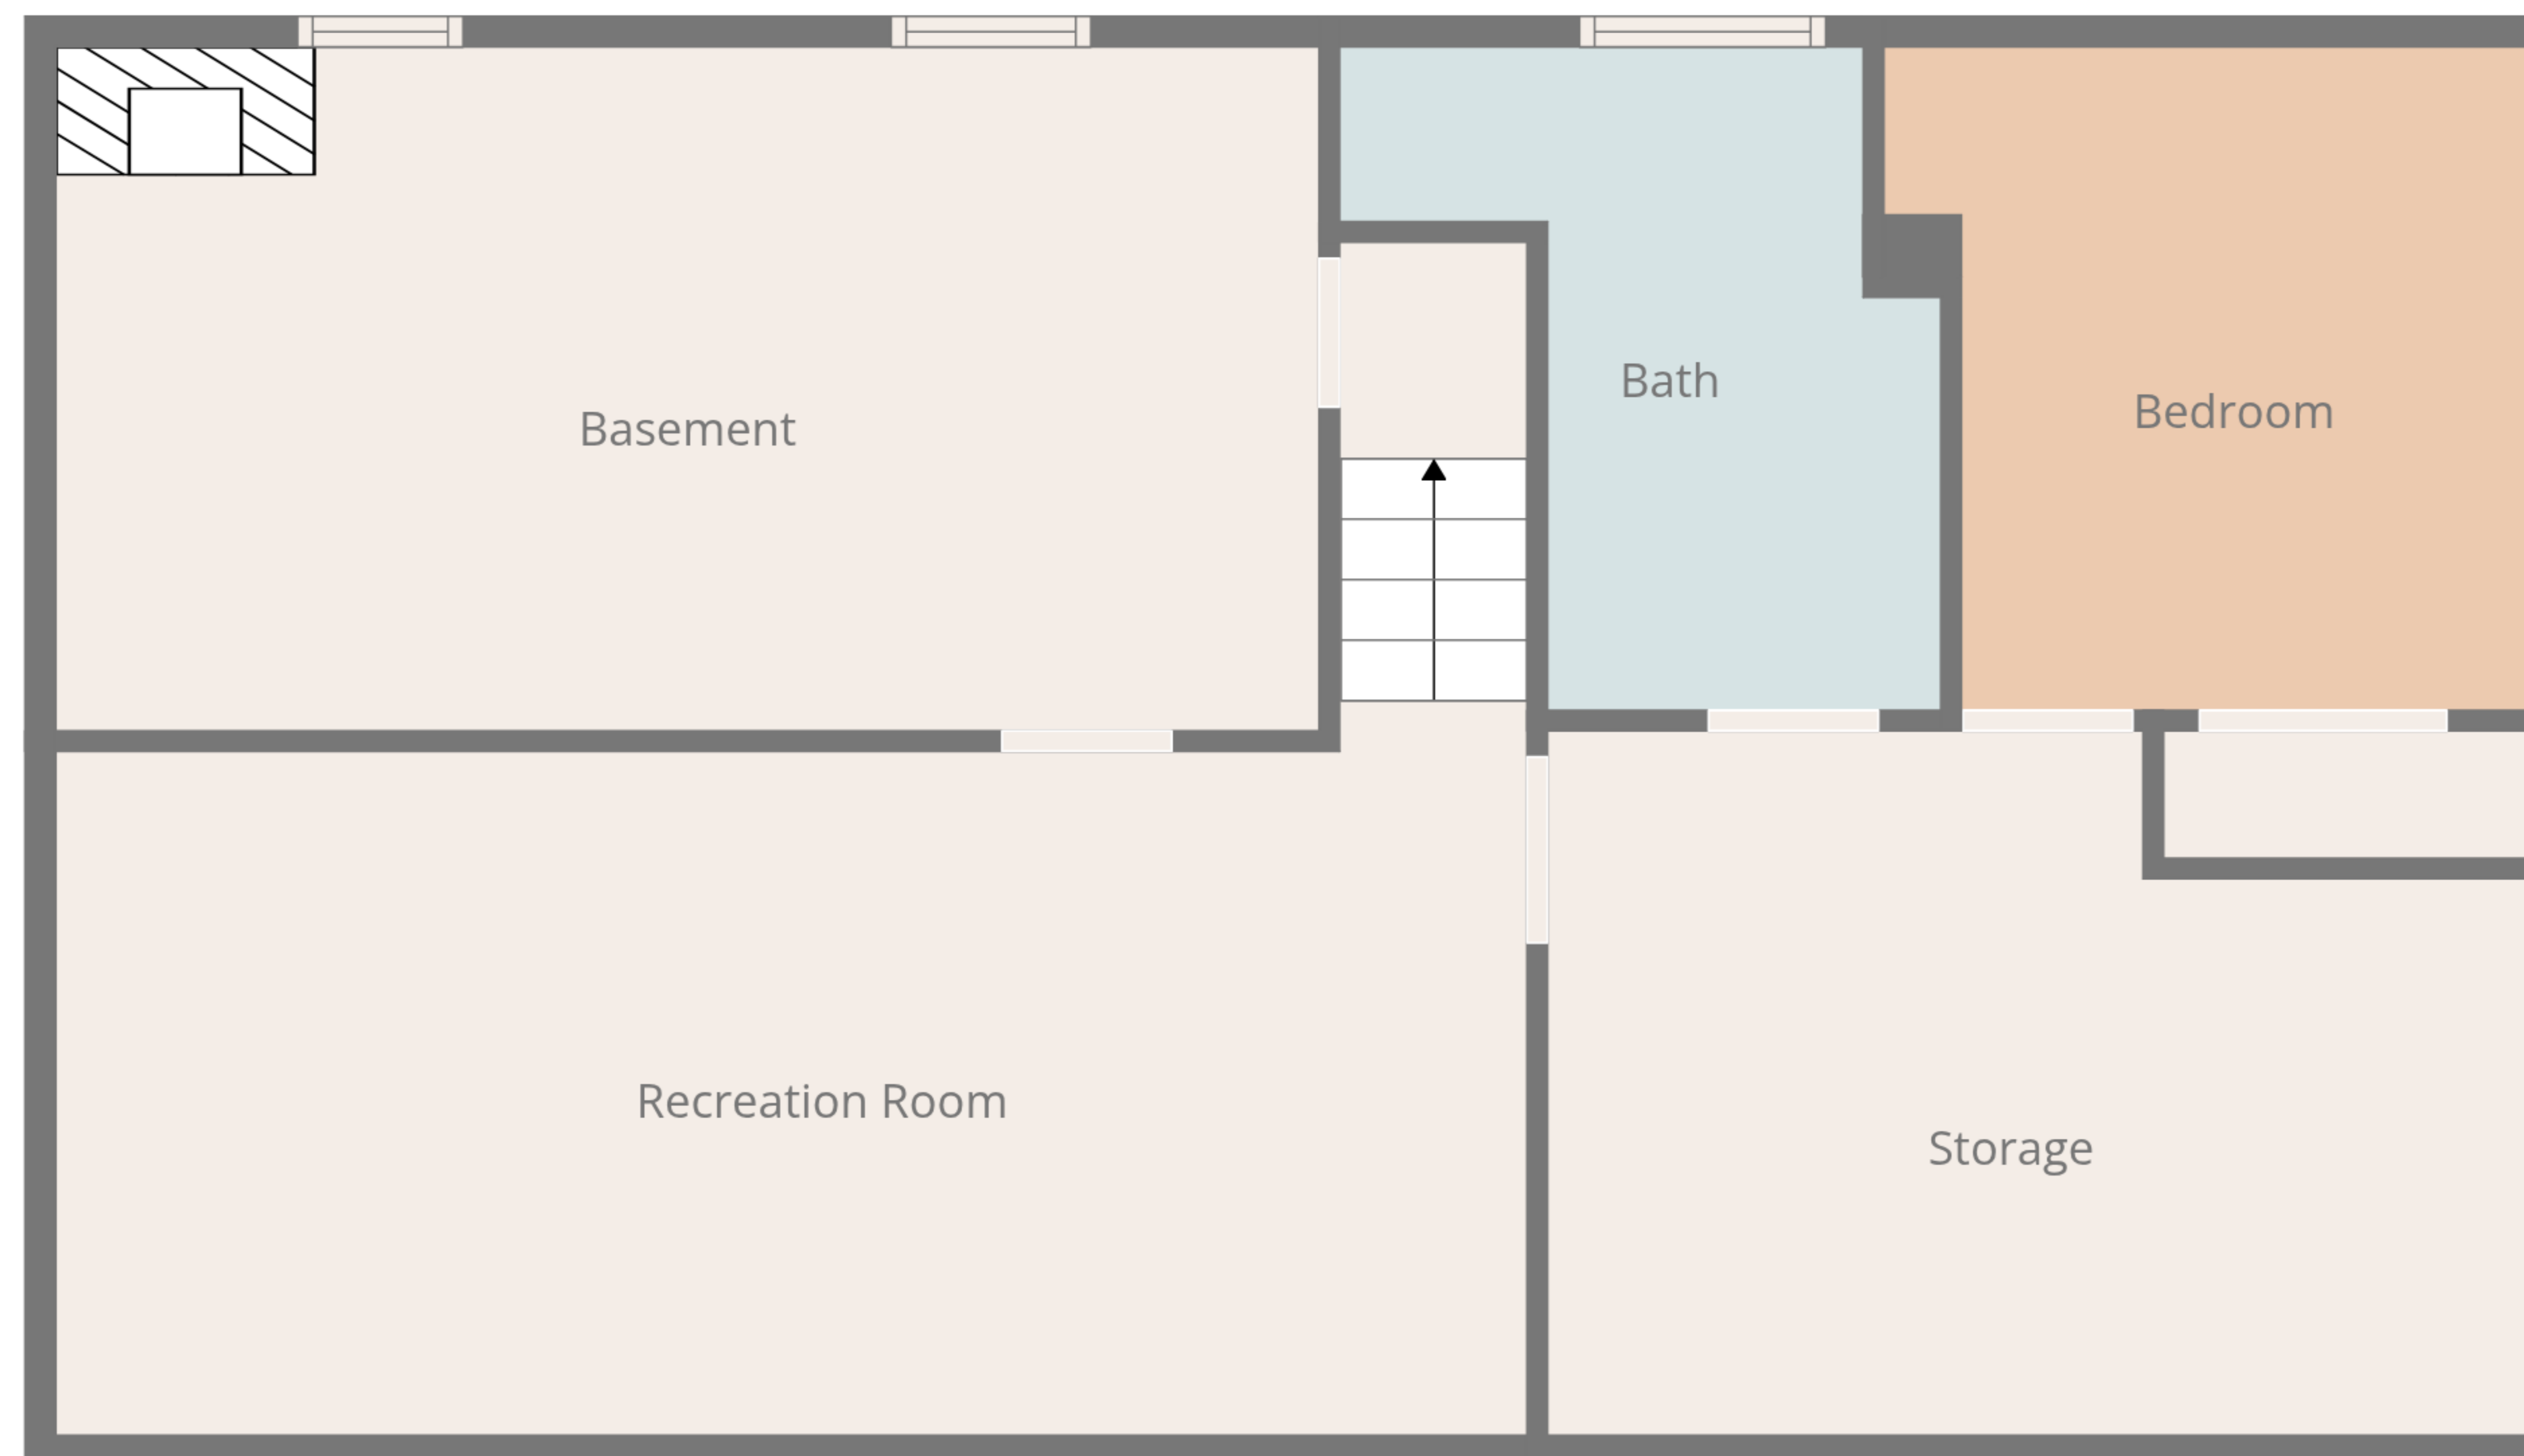 Basement
Bath
Bedroom
Recreation Room
Storage